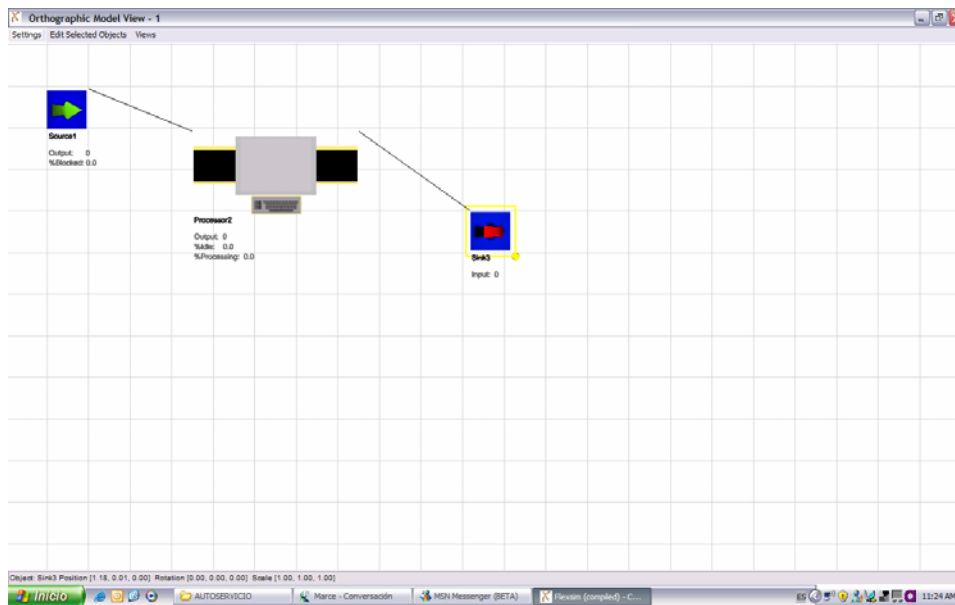 Orthographic Model View - 1
Settings Edit Selected Objects Views
Source1
Output: 0
%Blocked: 0.0
Processor2
Output: 0
%Idle: 0.0
%Processing: 0.0
Sink3
Input: 0
Object: Sink3 Position [1.18, 0.01, 0.00] Rotation [0.00, 0.00, 0.00] Scale [1.00, 1.00, 1.00]
Inicio AUTOSERVICIO Marce - Conversación MSN Messenger (BETA) Flexsim (compiled) - C... ES 11:24 AM